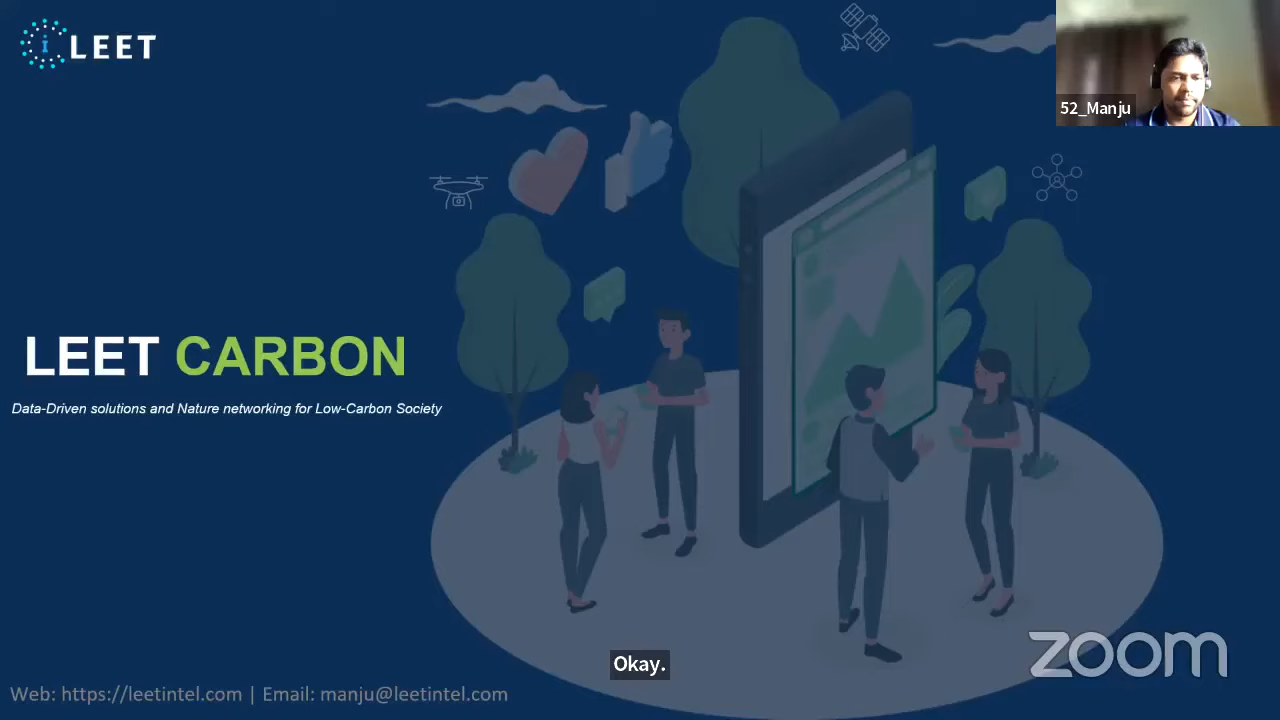 i LEET
52_Manju
LEET CARBON
Data-Driven solutions and Nature networking for Low-Carbon Society
Okay.
zoom
Web: https://leetintel.com | Email: manju@leetintel.com